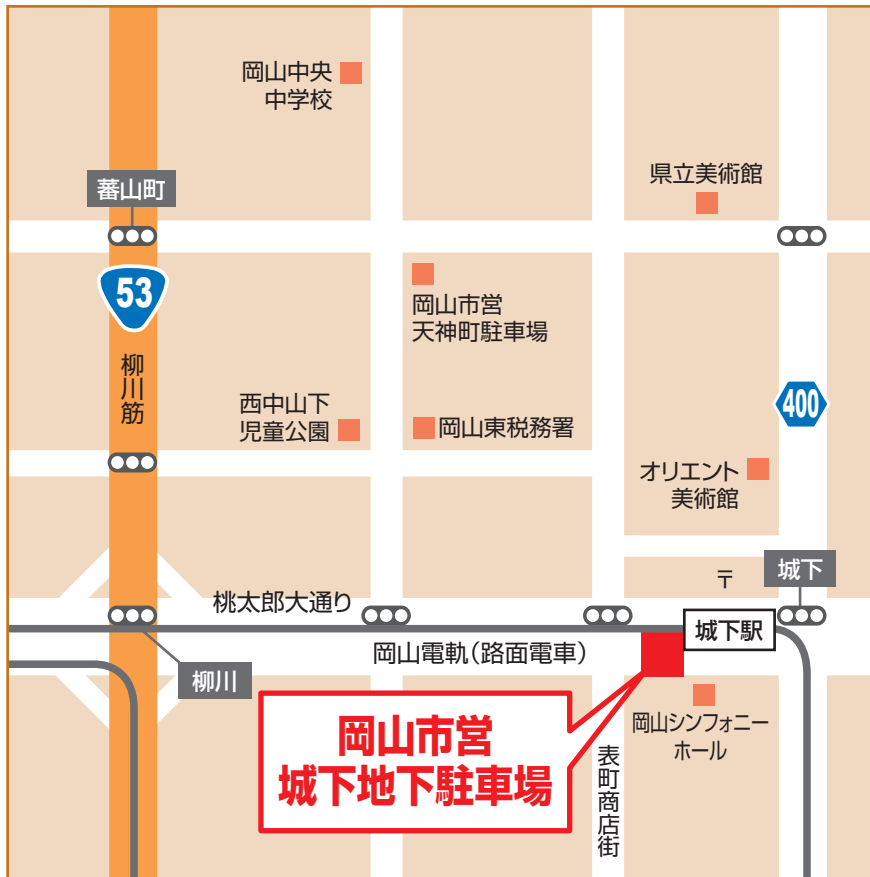 岡山中央
中学校
県立美術館
蕃山町
53
岡山市営
天神町駐車場
柳川筋
400
西中山下
児童公園
岡山東税務署
オリエント
美術館
〒
城下
桃太郎大通り
城下駅
岡山電軌(路面電車)
柳川
岡山市営
城下地下駐車場
岡山シンフォニー
ホール
表町商店街